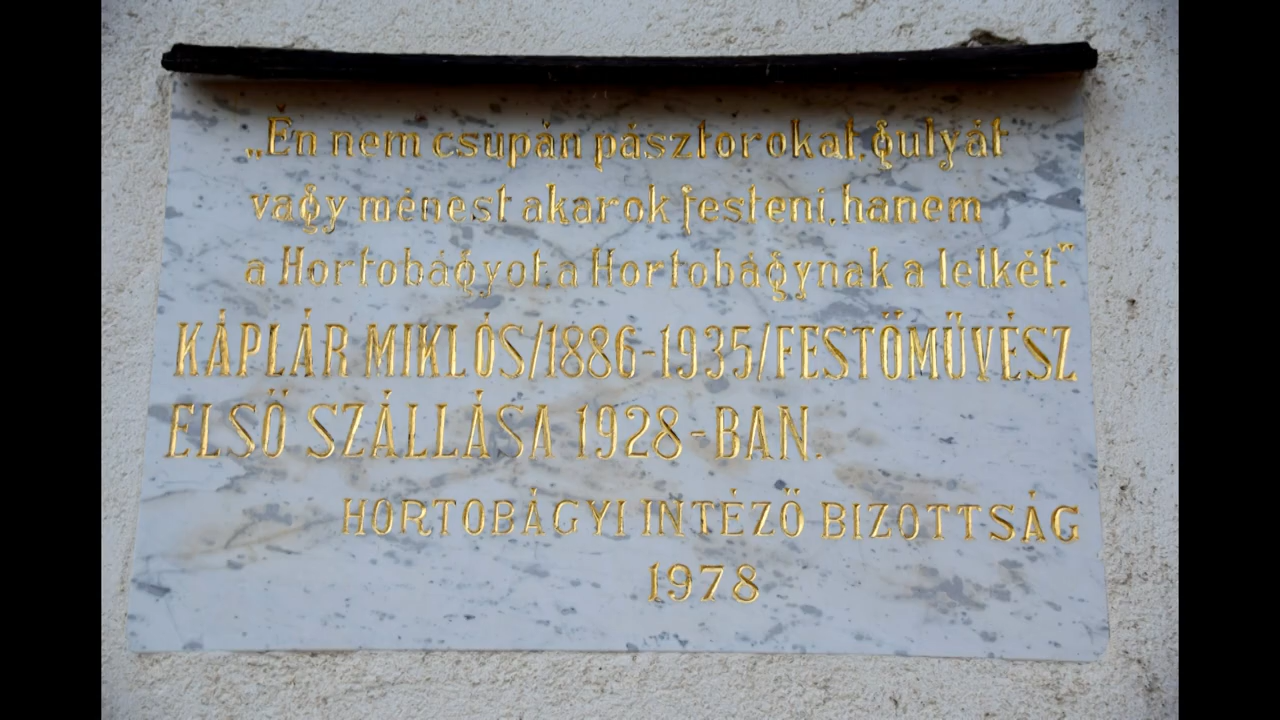 „Én nem csupán pásztorokat, gulyát
vagy ménest akarok festeni, hanem
a Hortobágyot, a Hortobágynak a lelkét.”
KÁPLÁR MIKLÓS/1886-1935/FESTŐMŰVÉSZ
ELSŐ SZÁLLÁSA 1928-BAN.
HORTOBÁGYI INTÉZŐ BIZOTTSÁG
1978